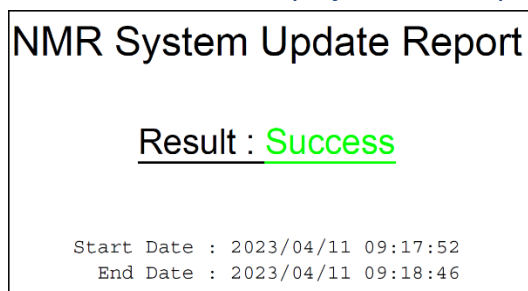 NMR System Update Report
Result : Success
Start Date : 2023/04/11 09:17:52
End Date : 2023/04/11 09:18:46